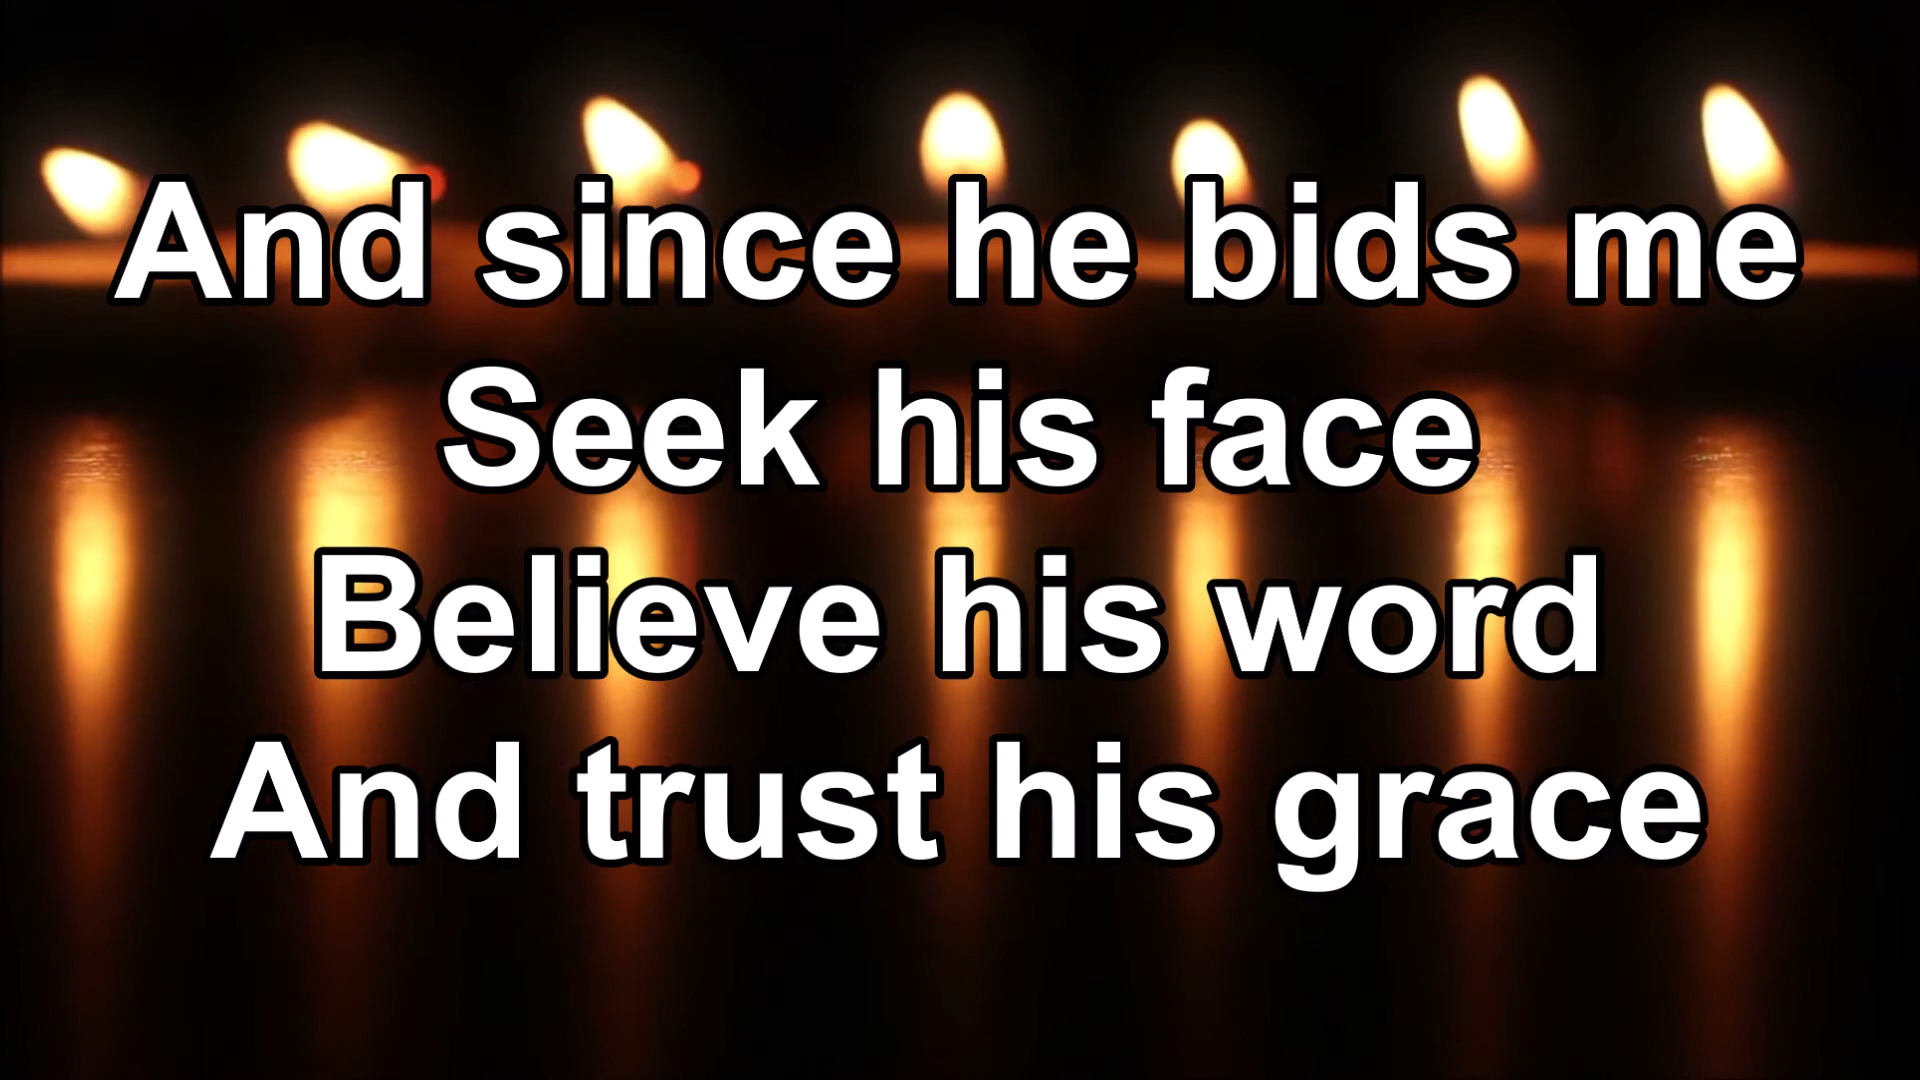 And since he bids me
Seek his face
Believe his word
And trust his grace